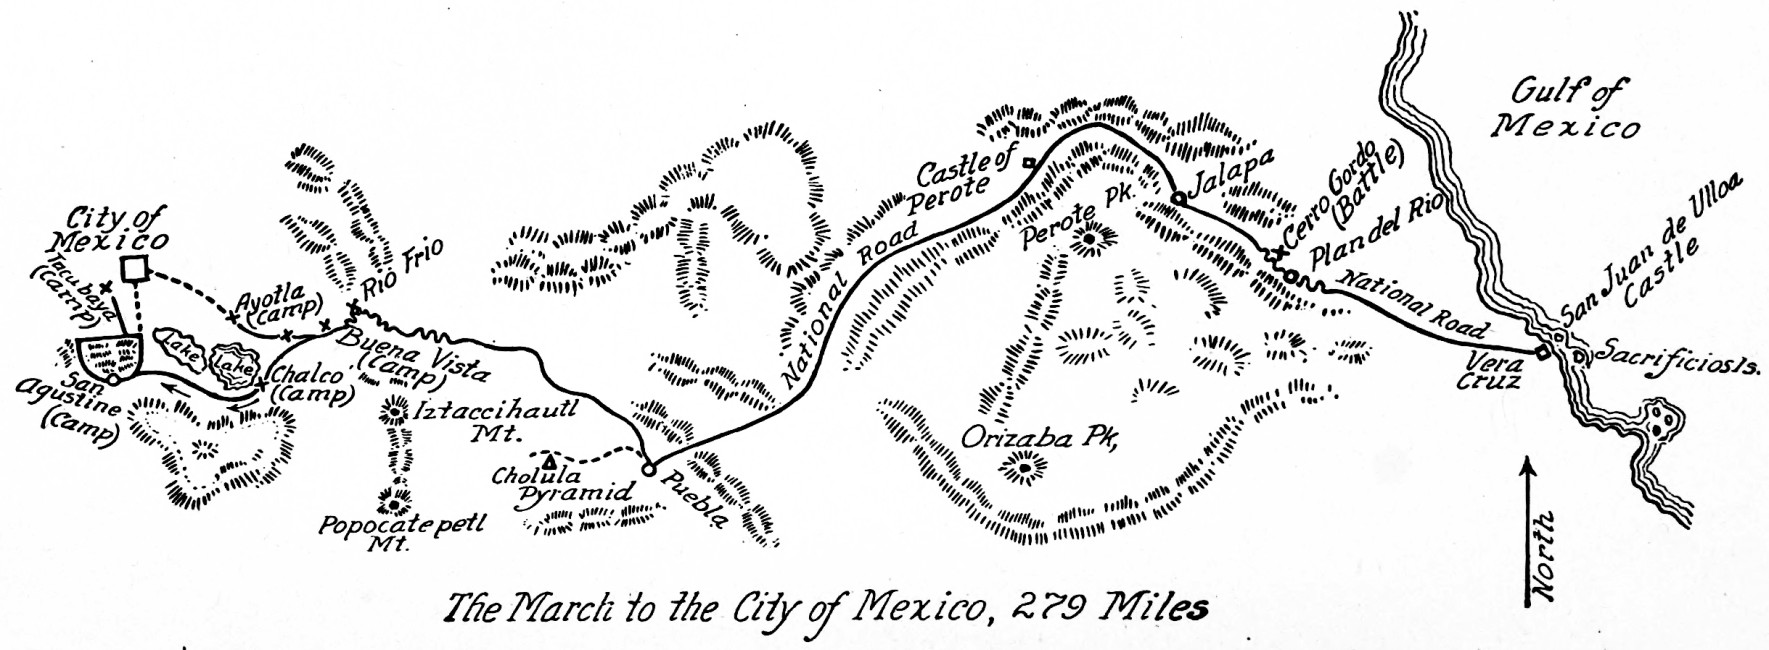 Gulf of
Mexico
City of
Mexico
Tacubaya
(Camp)
Ayotla
(Camp)
Rio Frio
Buena Vista
(Camp)
Lake
Lake
Chalco
(Camp)
San
Agustine
(Camp)
Iztaccihautl
Mt.
Popocatepetl
Mt.
Cholula
Pyramid
Puebla
National Road
Castle of
Perote
Perote Pk.
Orizaba Pk,
Jalapa
Cerro Gordo
(Battle)
Plan del Rio
National Road
Vera
Cruz
San Juan de Ulloa
Castle
Sacrificios Is.
North
The March to the City of Mexico, 279 Miles